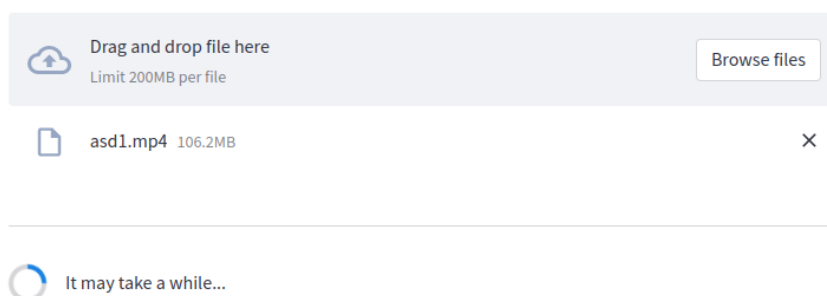 Drag and drop file here
Limit 200MB per file
Browse files
asd1.mp4 106.2MB
It may take a while...